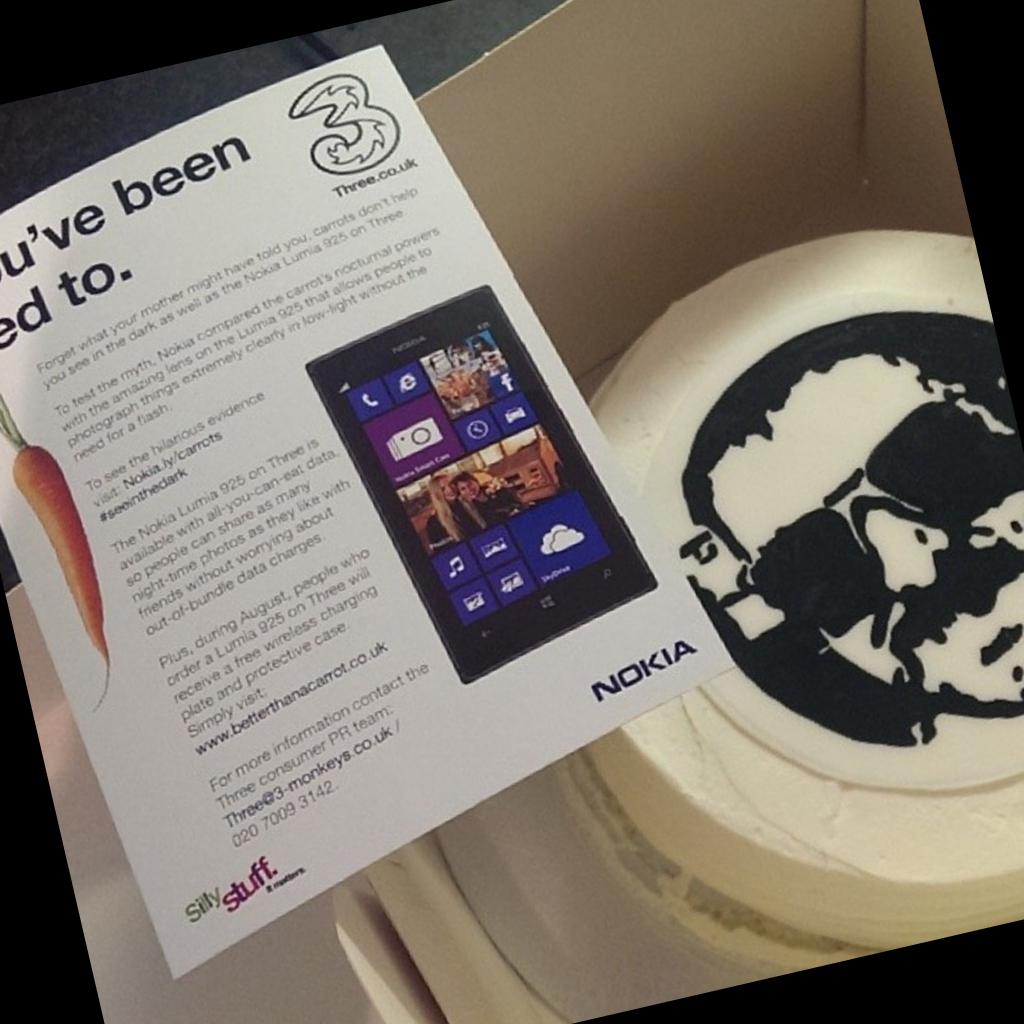 u've been
ed to.
3
Three.co.uk
Forget what your mother might have told you, carrots don't help
you see in the dark as well as the Nokia Lumia 925 on Three
To test the myth, Nokia compared the carrot's nocturnal powers
with the amazing lens on the Lumia 925 that allows people to
photograph things extremely clearly in low-light without the
need for a flash.
To see the hilarious evidence
visit: Nokia.ly/carrots
#seeinthedark
The Nokia Lumia 925 on Three is
available with all-you-can-eat data,
so people can share as many
night-time photos as they like with
friends without worrying about
out-of-bundle data charges.
Plus, during August, people who
order a Lumia 925 on Three will
receive a free wireless charging
plate and protective case.
Simply visit:
www.betterthanacarrot.co.uk
For more information contact the
Three consumer PR team:
Three@3-monkeys.co.uk /
020 7009 3142.
silly stuff.
it matters.
NOKIA
Nokia Smart Cam
SkyDrive
NOKIA